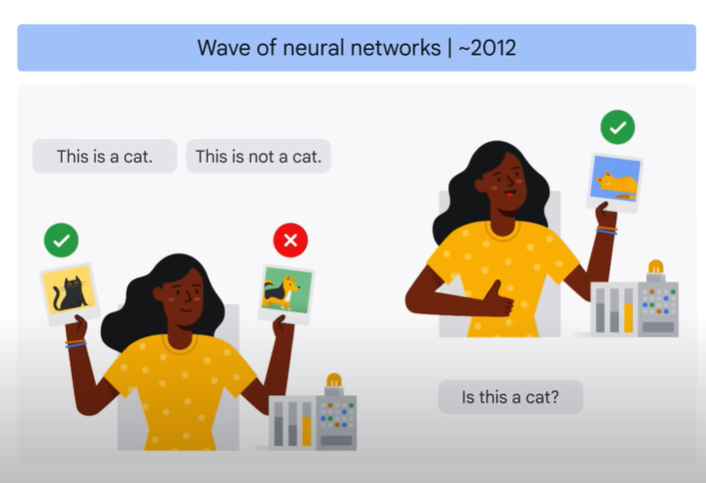 Wave of neural networks | ~2012
This is a cat.
This is not a cat.
Is this a cat?